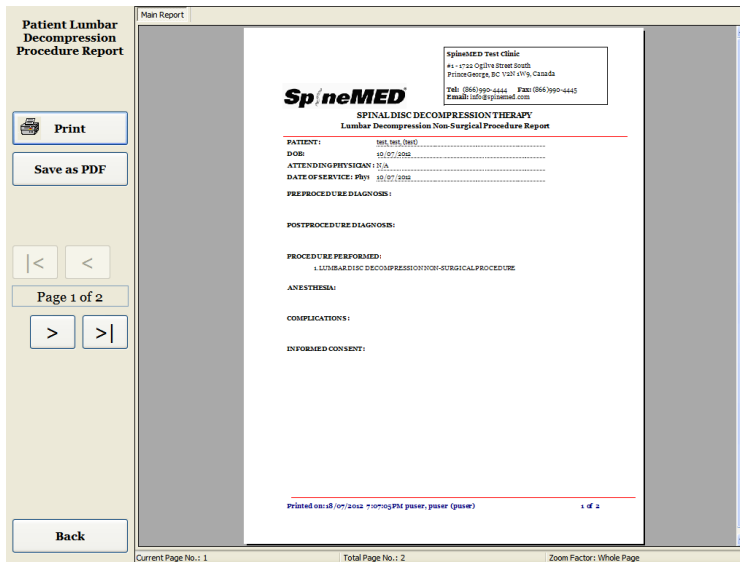 Patient Lumbar
Decompression
Procedure Report
Print
Save as PDF
|<
<
Page 1 of 2
>
>|
Back
Main Report
SpineMED Test Clinic
#1 - 1722 Ogilve Street South
Prince George, BC V2N 1W9, Canada
Tel: (866)990-4444 Fax: (866)990-4445
Email: info@spinemed.com
SpineMED
SPINAL DISC DECOMPRESSION THERAPY
Lumbar Decompression Non-Surgical Procedure Report
PATIENT: test, test, (test)
DOB: 10/07/2012
ATTENDING PHYSICIAN: N/A
DATE OF SERVICE: Phys 10/07/2012
PREPROCEDURE DIAGNOSIS:
POSTPROCEDURE DIAGNOSIS:
PROCEDURE PERFORMED:
1.LUMBAR DISC DECOMPRESSION NON-SURGICAL PROCEDURE
ANESTHESIA:
COMPLICATIONS:
INFORMED CONSENT:
Printed on: 18/07/2012 7:07:05PM puser, puser (puser) 1 of 2
Current Page No.: 1 Total Page No.: 2 Zoom Factor: Whole Page